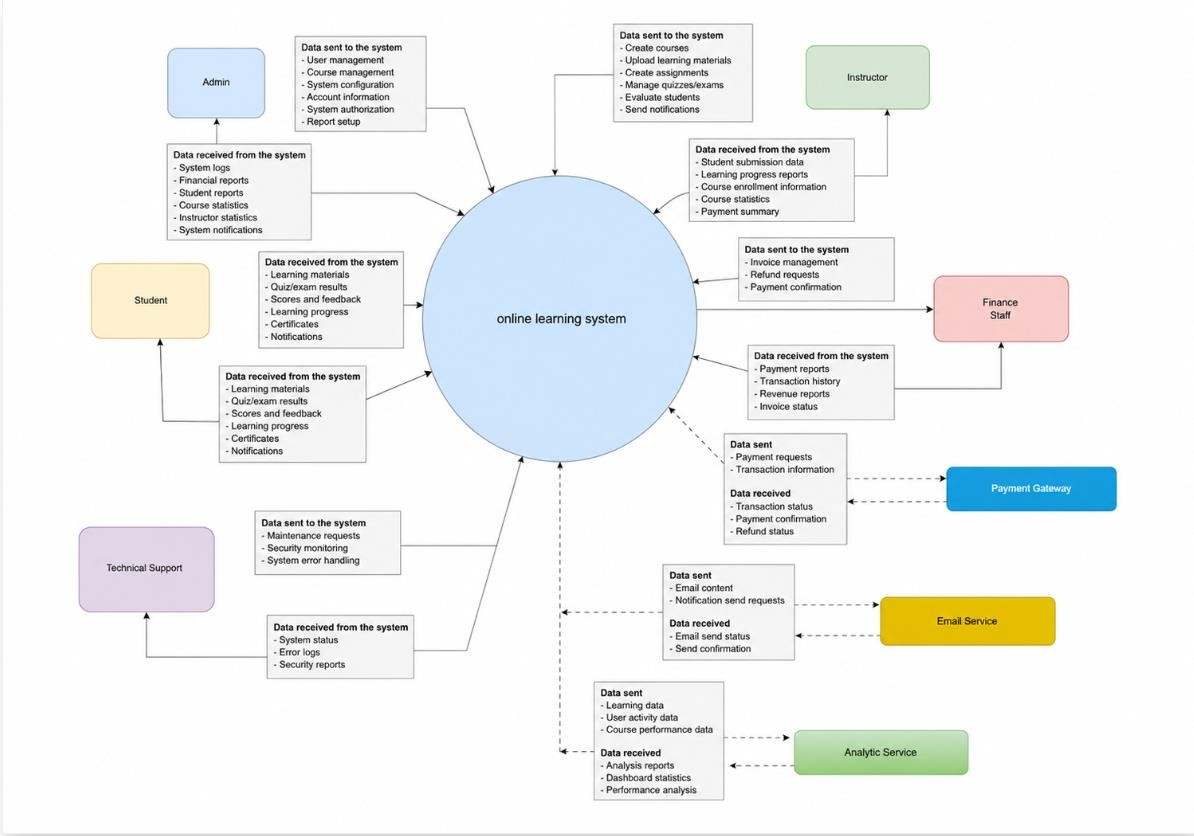 Admin
Data sent to the system
- User management
- Course management
- System configuration
- Account information
- System authorization
- Report setup
Data sent to the system
- Create courses
- Upload learning materials
- Create assignments
- Manage quizzes/exams
- Evaluate students
- Send notifications
Instructor
Data received from the system
- System logs
- Financial reports
- Student reports
- Course statistics
- Instructor statistics
- System notifications
Data received from the system
- Student submission data
- Learning progress reports
- Course enrollment information
- Course statistics
- Payment summary
Student
Data received from the system
- Learning materials
- Quiz/exam results
- Scores and feedback
- Learning progress
- Certificates
- Notifications
online learning system
Data sent to the system
- Invoice management
- Refund requests
- Payment confirmation
Finance
Staff
Data received from the system
- Learning materials
- Quiz/exam results
- Scores and feedback
- Learning progress
- Certificates
- Notifications
Data received from the system
- Payment reports
- Transaction history
- Revenue reports
- Invoice status
Data sent
- Payment requests
- Transaction information
Data received
- Transaction status
- Payment confirmation
- Refund status
Payment Gateway
Technical Support
Data sent to the system
- Maintenance requests
- Security monitoring
- System error handling
Data received from the system
- System status
- Error logs
- Security reports
Data sent
- Email content
- Notification send requests
Data received
- Email send status
- Send confirmation
Email Service
Data sent
- Learning data
- User activity data
- Course performance data
Data received
- Analysis reports
- Dashboard statistics
- Performance analysis
Analytic Service